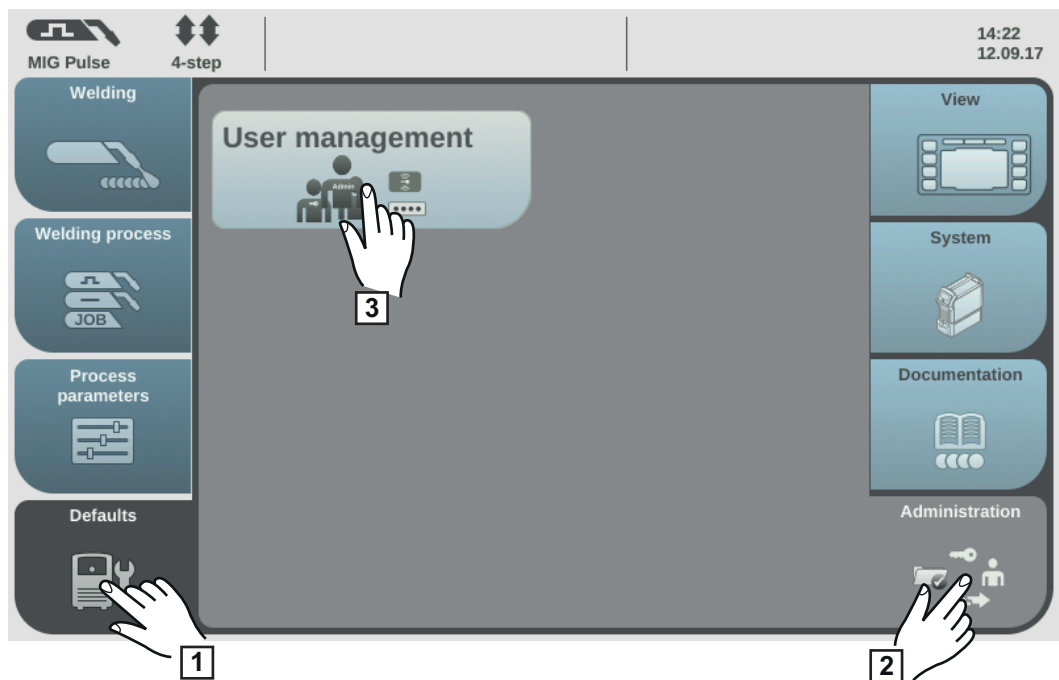 MIG Pulse
4-step
14:22
12.09.17
Welding
Welding process
JOB
Process
parameters
Defaults
User management
Admin
View
System
Documentation
Administration
3
1
2